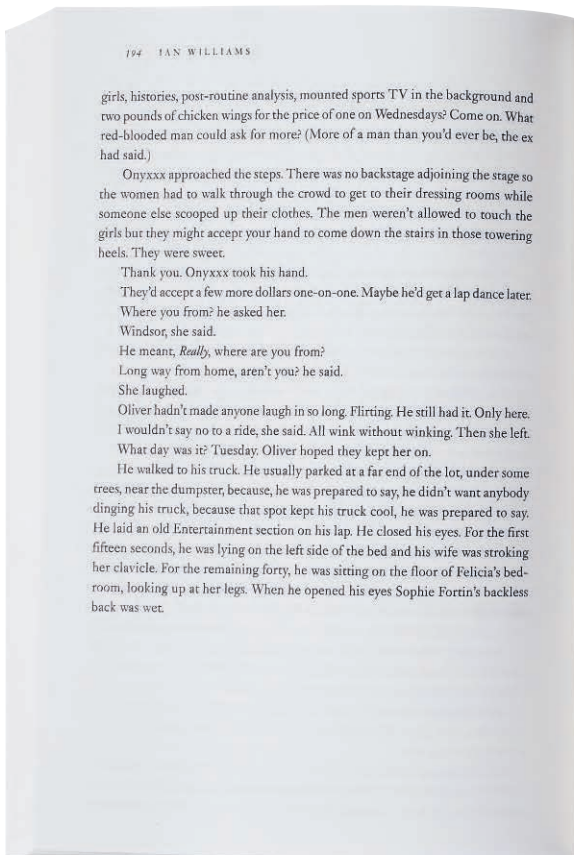 194 IAN WILLIAMS
girls, histories, post-routine analysis, mounted sports TV in the background and
two pounds of chicken wings for the price of one on Wednesdays? Come on. What
red-blooded man could ask for more? (More of a man than you'd ever be, the ex
had said.)
Onyxxx approached the steps. There was no backstage adjoining the stage so
the women had to walk through the crowd to get to their dressing rooms while
someone else scooped up their clothes. The men weren't allowed to touch the
girls but they might accept your hand to come down the stairs in those towering
heels. They were sweet.
Thank you. Onyxxx took his hand.
They'd accept a few more dollars one-on-one. Maybe he'd get a lap dance later.
Where you from? he asked her.
Windsor, she said.
He meant, Really, where are you from?
Long way from home, aren't you? he said.
She laughed.
Oliver hadn't made anyone laugh in so long. Flirting. He still had it. Only here.
I wouldn't say no to a ride, she said. All wink without winking. Then she left.
What day was it? Tuesday. Oliver hoped they kept her on.
He walked to his truck. He usually parked at a far end of the lot, under some
trees, near the dumpster, because, he was prepared to say, he didn't want anybody
dinging his truck, because that spot kept his truck cool, he was prepared to say.
He laid an old Entertainment section on his lap. He closed his eyes. For the first
fifteen seconds, he was lying on the left side of the bed and his wife was stroking
her clavicle. For the remaining forty, he was sitting on the floor of Felicia's bed-
room, looking up at her legs. When he opened his eyes Sophie Fortin's backless
back was wet.